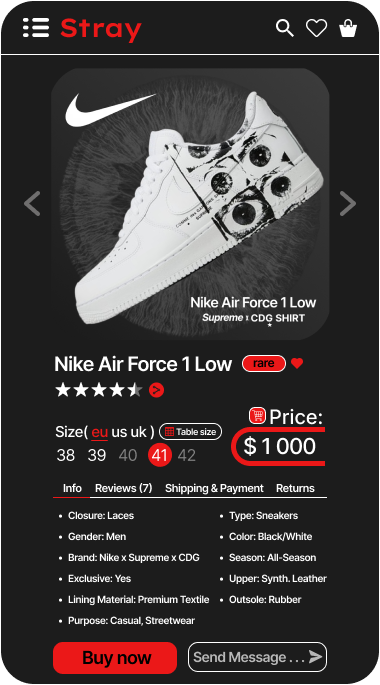 Stray
Nike Air Force 1 Low
Supreme x CDG SHIRT
Nike Air Force 1 Low
rare
Price:
$ 1 000
Size( eu us uk )
Table size
38 39 40 41 42
Info Reviews (7) Shipping & Payment Returns
• Closure: Laces
• Type: Sneakers
• Gender: Men
• Color: Black/White
• Brand: Nike x Supreme x CDG
• Season: All-Season
• Exclusive: Yes
• Upper: Synth. Leather
• Lining Material: Premium Textile
• Outsole: Rubber
• Purpose: Casual, Streetwear
Buy now
Send Message . . .